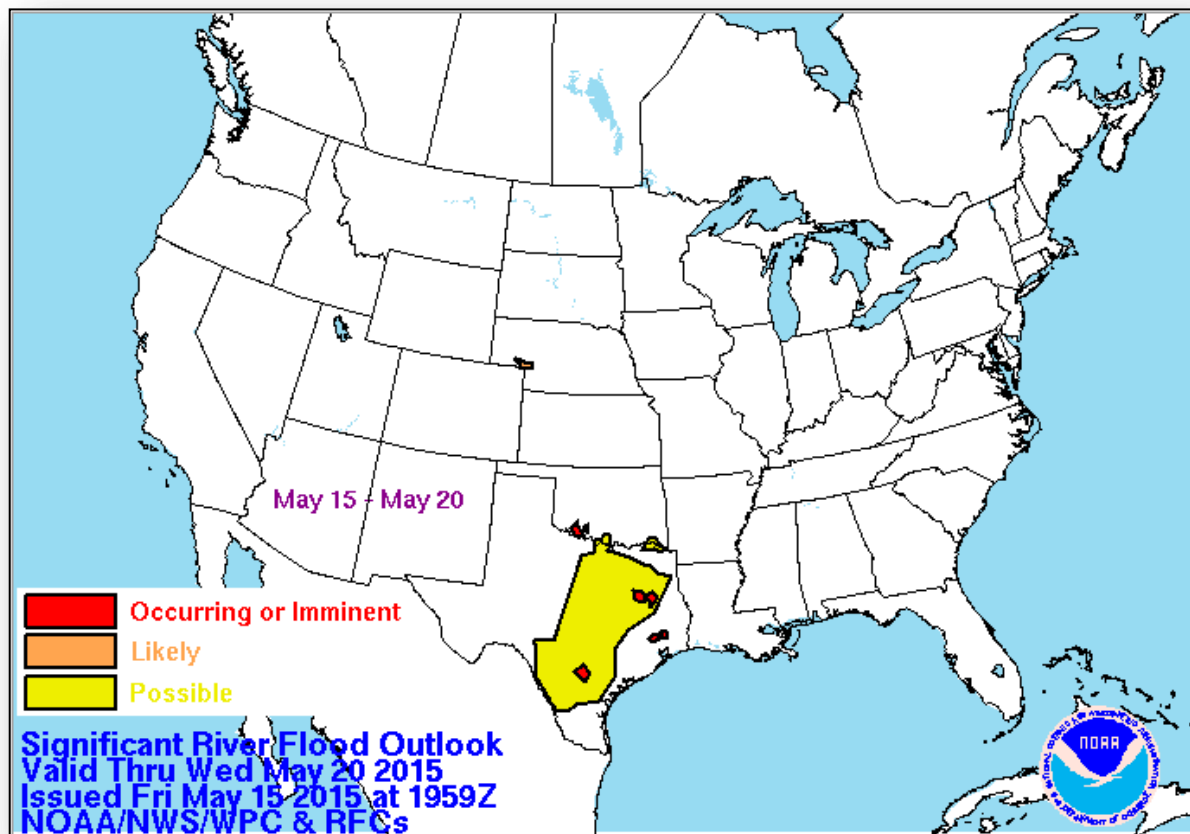 May 15 - May 20
Occurring or Imminent
Likely
Possible
Significant River Flood Outlook
Valid Thru Wed May 20 2015
Issued Fri May 15 2015 at 1959Z
NOAA/NWS/WPC & RFCs
NOAA